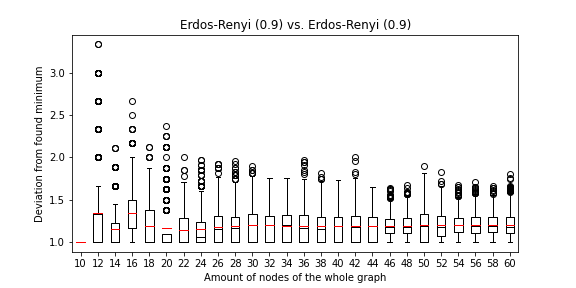 Erdos-Renyi (0.9) vs. Erdos-Renyi (0.9)
Deviation from found minimum
3.0
2.5
2.0
1.5
1.0
10 12 14 16 18 20 22 24 26 28 30 32 34 36 38 40 42 44 46 48 50 52 54 56 58 60
Amount of nodes of the whole graph